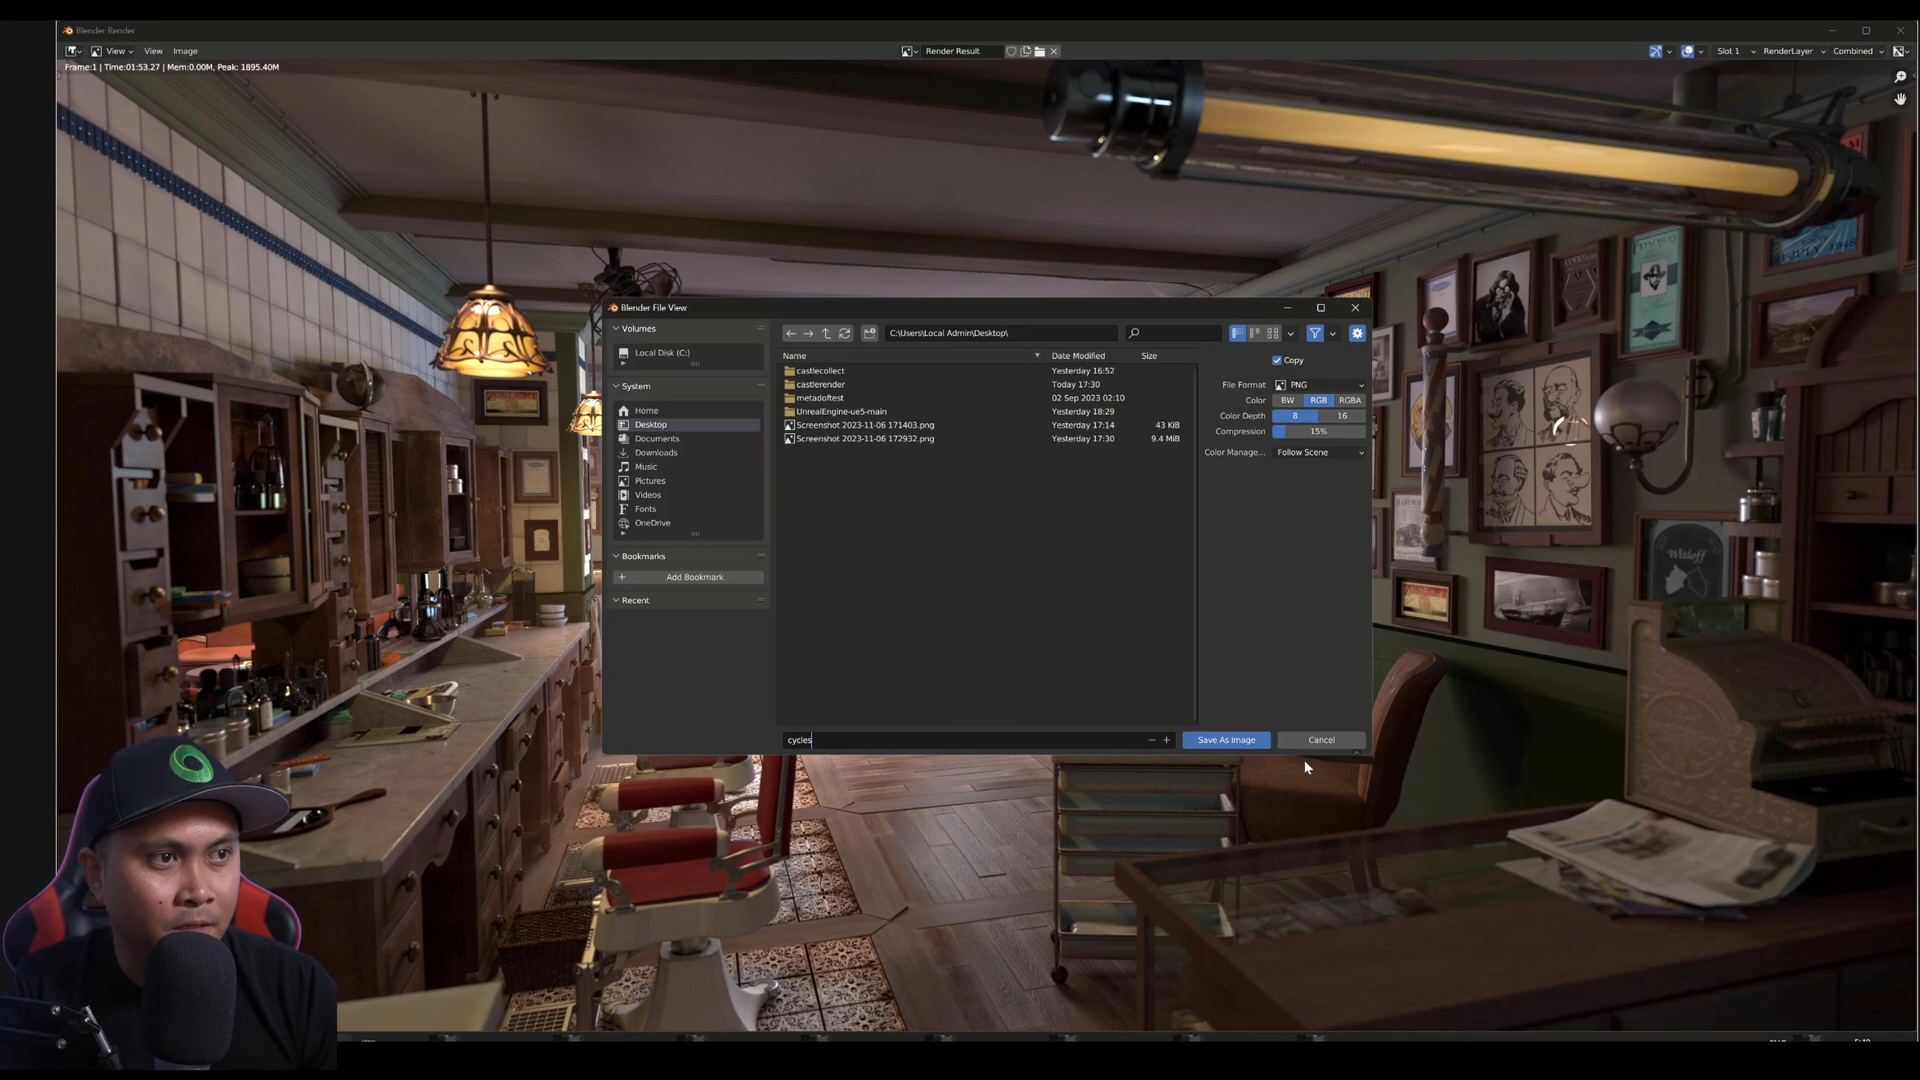 Blender Render
View View Image Render Result Slot 1 RenderLayer Combined
Frame:1 | Time:01:53.27 | Mem:0.00M, Peak: 1895.40M
Blender File View
Volumes
Local Disk (C:)
System
Home
Desktop
Documents
Downloads
Music
Pictures
Videos
Fonts
OneDrive
Bookmarks
Add Bookmark
Recent
C:\Users\Local Admin\Desktop\
Name Date Modified Size
castlecollect Yesterday 16:52
castlerender Today 17:30
metadoftest 02 Sep 2023 02:10
UnrealEngine-ue5-main Yesterday 18:29
Screenshot 2023-11-06 171403.png Yesterday 17:14 43 KiB
Screenshot 2023-11-06 172932.png Yesterday 17:30 9.4 MiB
Copy
File Format PNG
Color BW RGB RGBA
Color Depth 8 16
Compression 15%
Color Manage... Follow Scene
cycles
Save As Image Cancel
Witloff